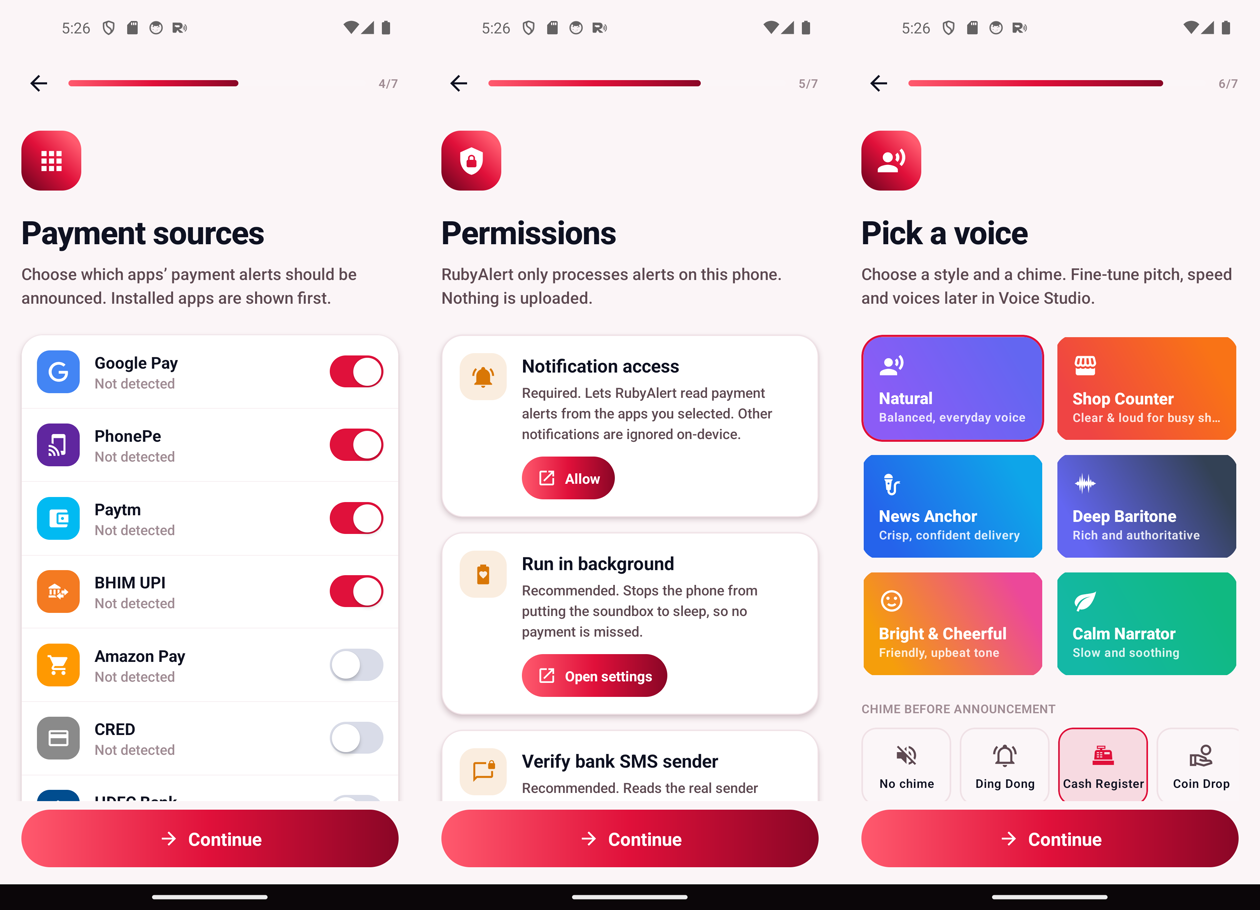 5:26
4/7
Payment sources
Choose which apps’ payment alerts should be
announced. Installed apps are shown first.
Google Pay
Not detected
PhonePe
Not detected
Paytm
Not detected
BHIM UPI
Not detected
Amazon Pay
Not detected
CRED
Not detected
HDFC Bank
Continue
5:26
5/7
Permissions
RubyAlert only processes alerts on this phone.
Nothing is uploaded.
Notification access
Required. Lets RubyAlert read payment
alerts from the apps you selected. Other
notifications are ignored on-device.
Allow
Run in background
Recommended. Stops the phone from
putting the soundbox to sleep, so no
payment is missed.
Open settings
Verify bank SMS sender
Recommended. Reads the real sender
Continue
5:26
6/7
Pick a voice
Choose a style and a chime. Fine-tune pitch, speed
and voices later in Voice Studio.
Natural
Balanced, everyday voice
Shop Counter
Clear & loud for busy sh...
News Anchor
Crisp, confident delivery
Deep Baritone
Rich and authoritative
Bright & Cheerful
Friendly, upbeat tone
Calm Narrator
Slow and soothing
CHIME BEFORE ANNOUNCEMENT
No chime
Ding Dong
Cash Register
Coin Drop
Continue